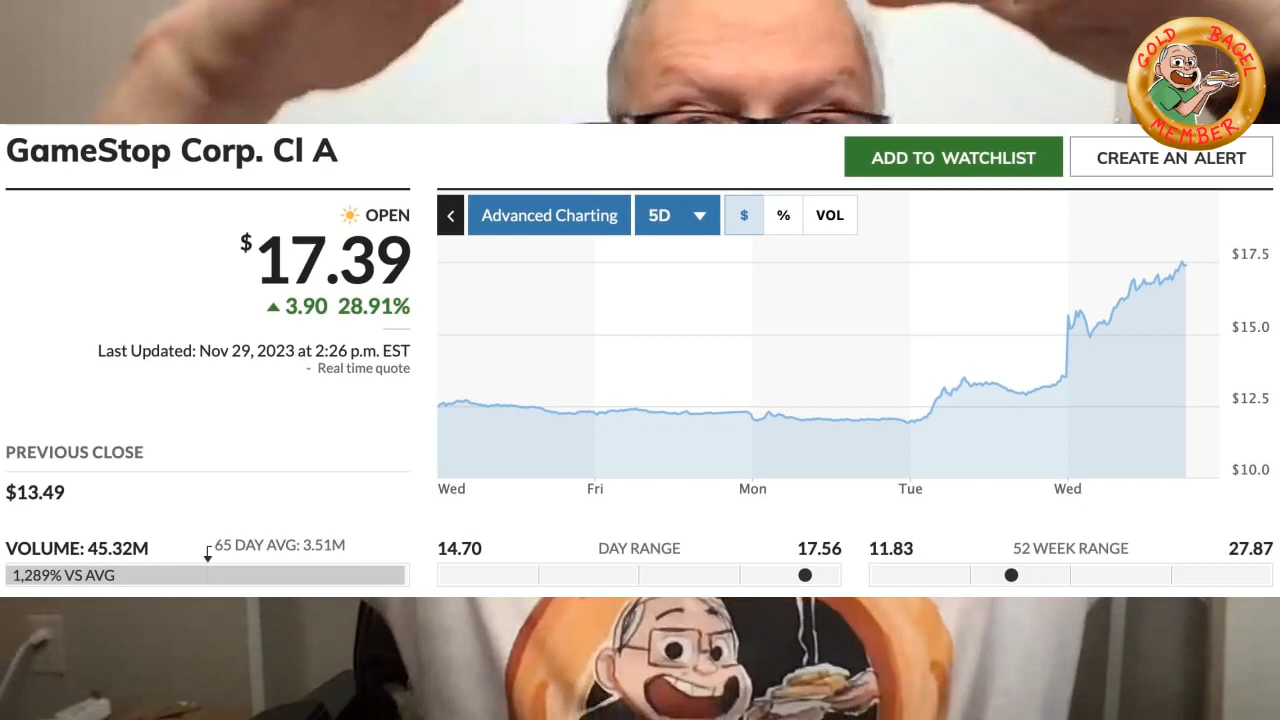 GOLD BAGEL
MEMBER
GameStop Corp. Cl A
ADD TO WATCHLIST
CREATE AN ALERT
OPEN
$17.39
3.90 28.91%
Last Updated: Nov 29, 2023 at 2:26 p.m. EST
- Real time quote
PREVIOUS CLOSE
$13.49
VOLUME: 45.32M
65 DAY AVG: 3.51M
1,289% VS AVG
< Advanced Charting 5D $ % VOL
$17.5
$15.0
$12.5
$10.0
Wed Fri Mon Tue Wed
14.70 DAY RANGE 17.56
11.83 52 WEEK RANGE 27.87